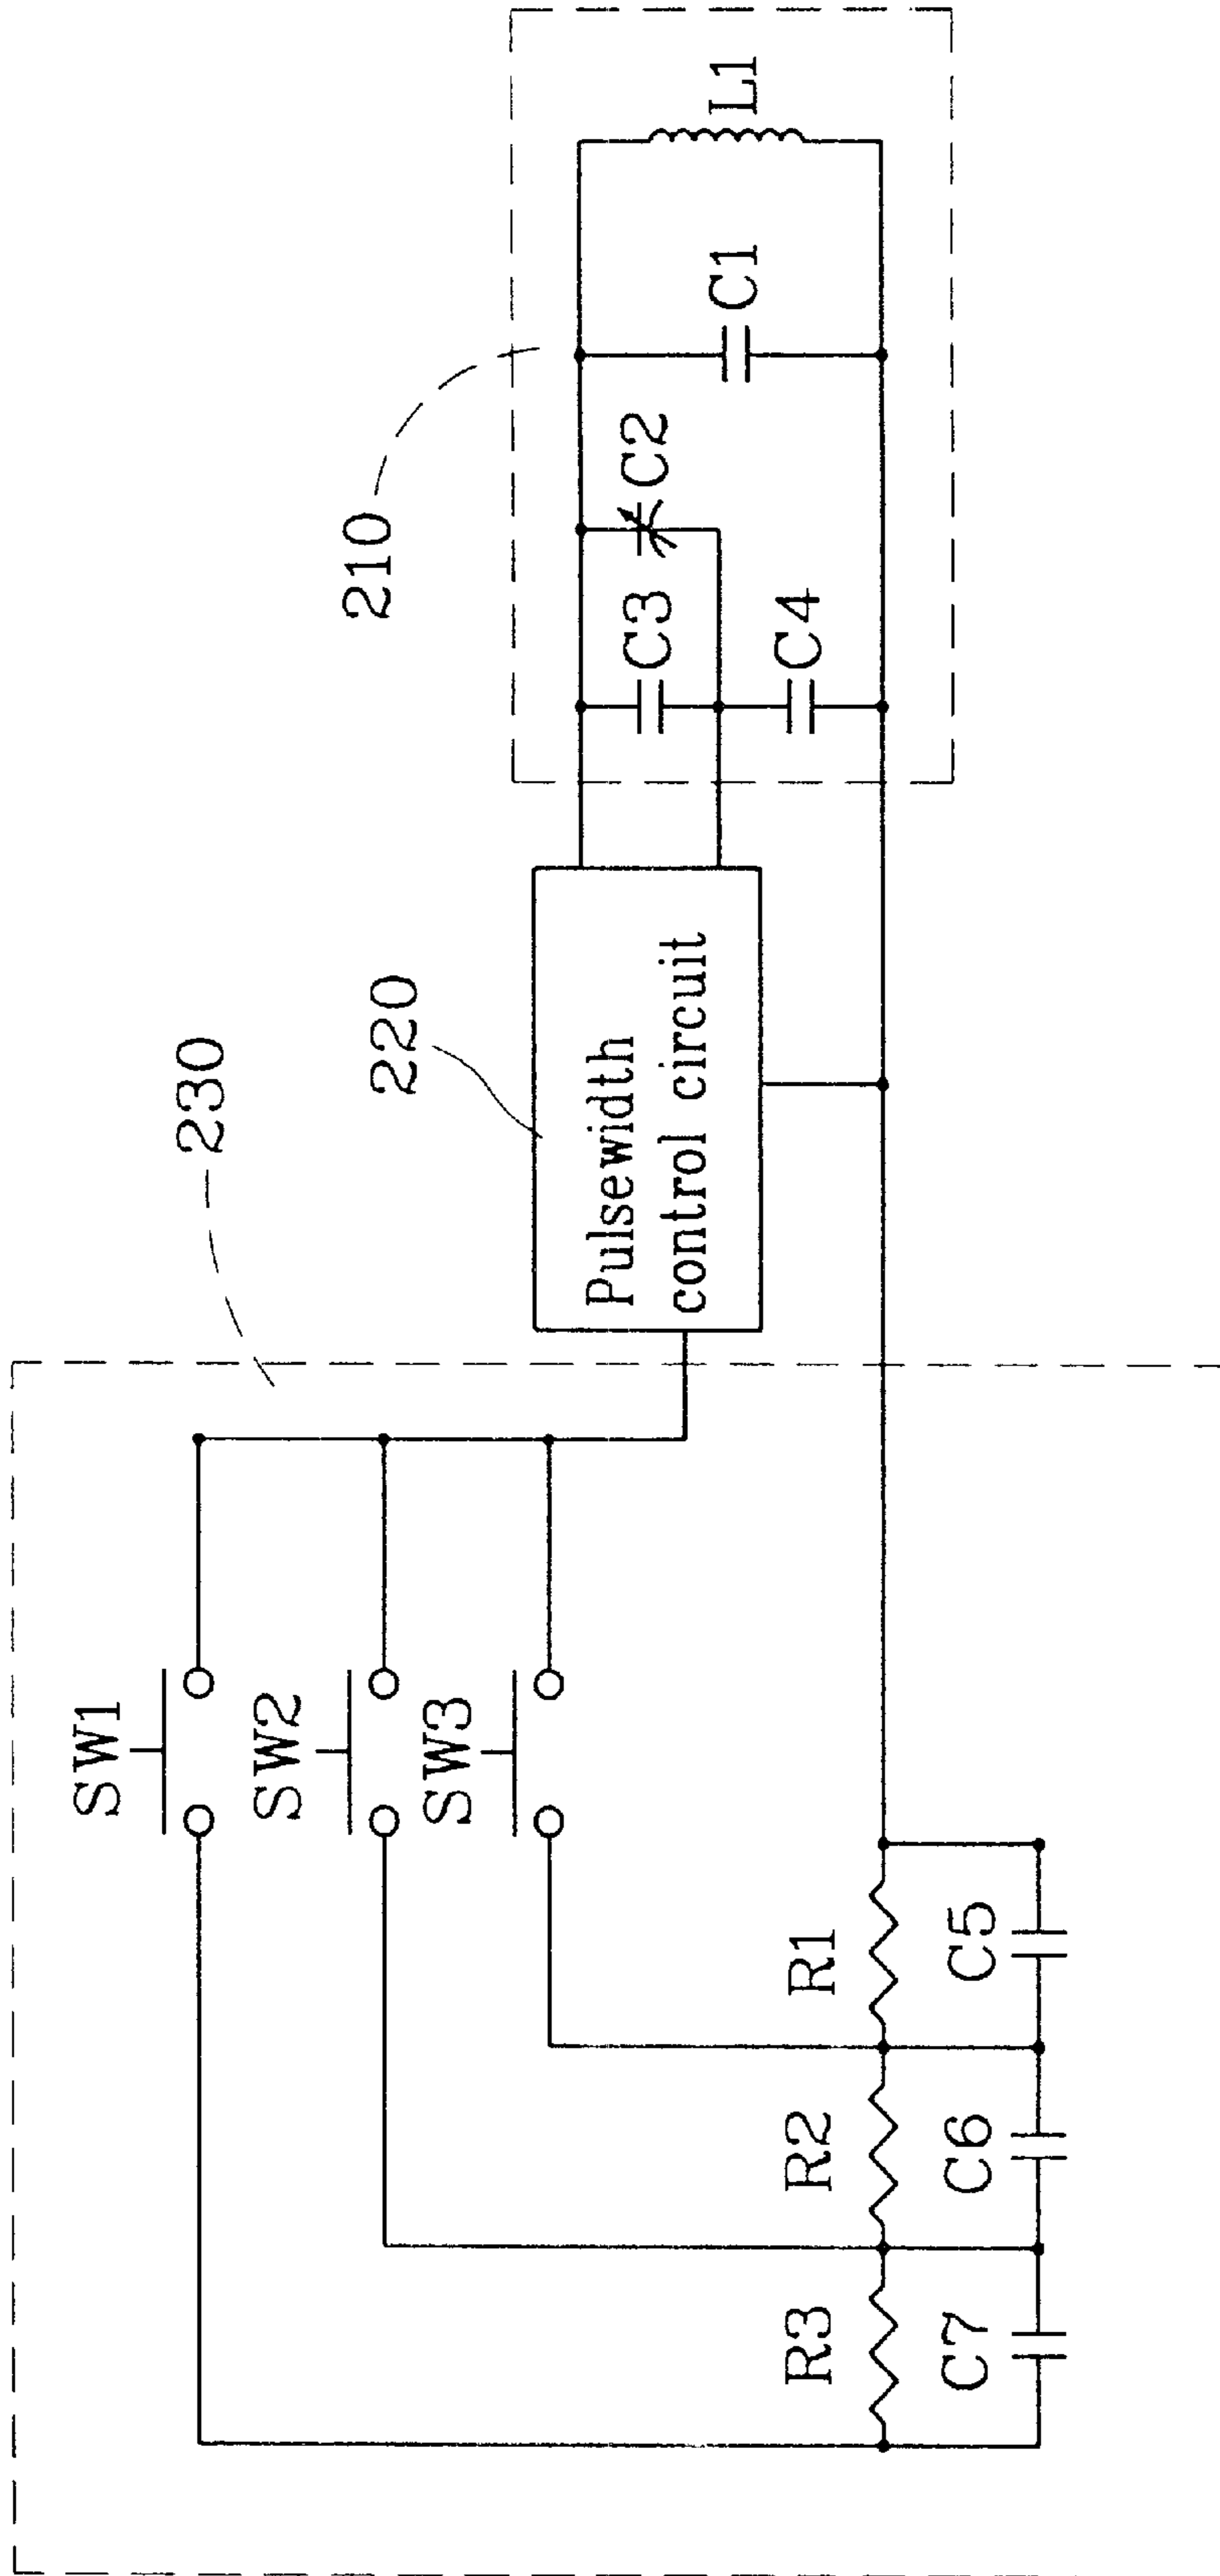 230
220
210
SW1
SW2
SW3
Pulsewidth
control circuit
C3
C2
C1
L1
C4
R3
R2
R1
C7
C6
C5